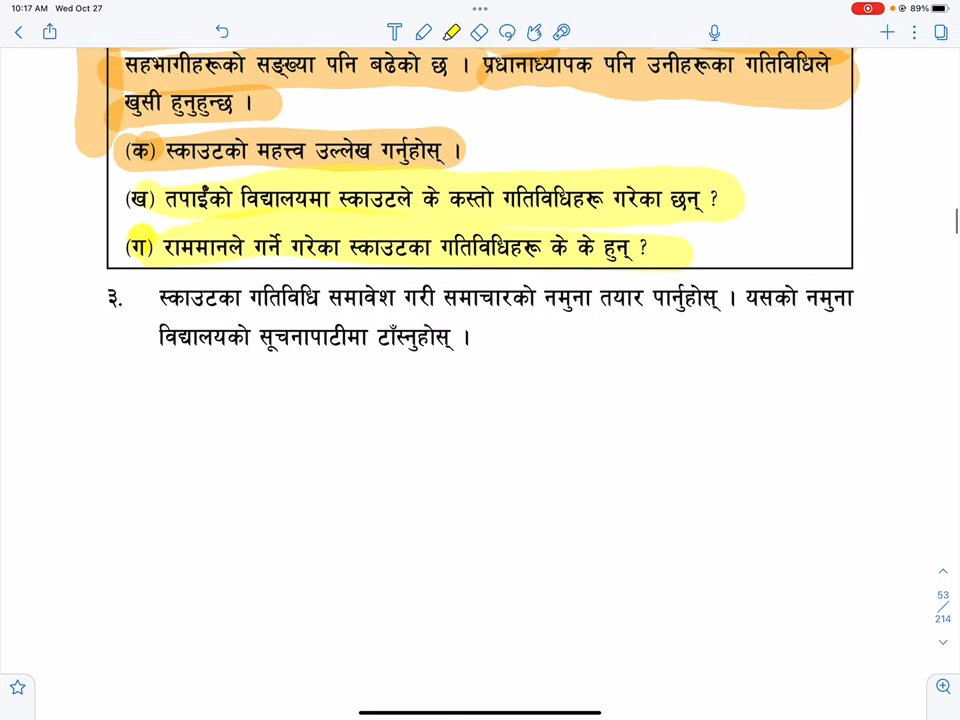 10:17 AM Wed Oct 27
89%
सहभागीहरूको सङ्ख्या पनि बढेको छ । प्रधानाध्यापक पनि उनीहरूका गतिविधिले
खुसी हुनुहुन्छ ।
(क) स्काउटको महत्त्व उल्लेख गर्नुहोस् ।
(ख) तपाईँको विद्यालयमा स्काउटले के कस्तो गतिविधिहरू गरेका छन् ?
(ग) राममानले गर्ने गरेका स्काउटका गतिविधिहरू के के हुन् ?
३. स्काउटका गतिविधि समावेश गरी समाचारको नमुना तयार पार्नुहोस् । यसको नमुना
विद्यालयको सूचनापाटीमा टाँस्नुहोस् ।
53
214